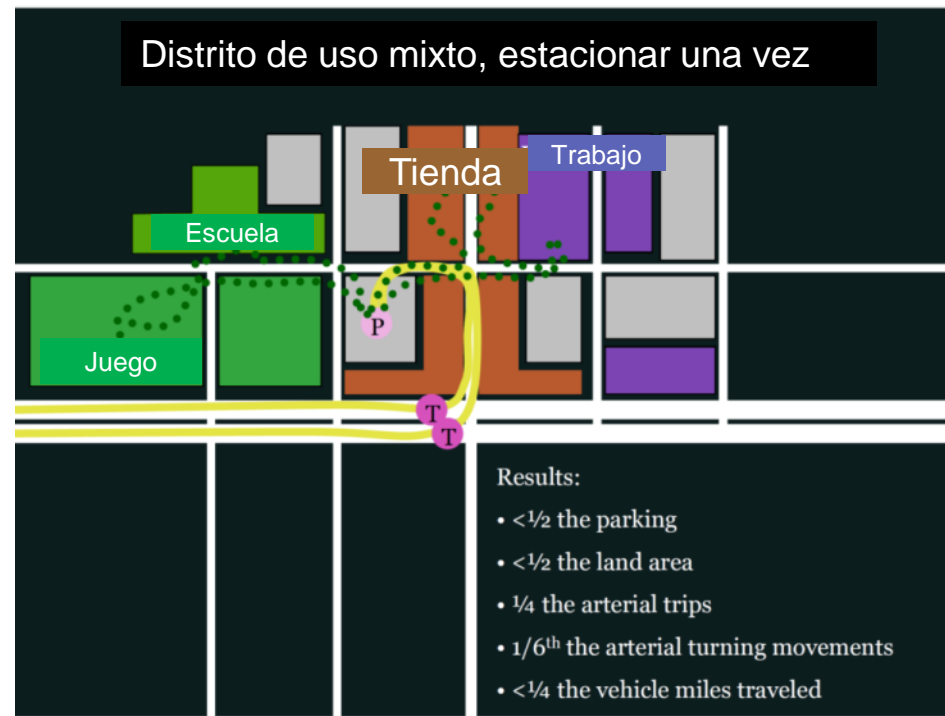 Distrito de uso mixto, estacionar una vez
Tienda
Trabajo
Escuela
P
Juego
T
T
Results:
• <½ the parking
• <½ the land area
• ¼ the arterial trips
• 1/6th the arterial turning movements
• <¼ the vehicle miles traveled